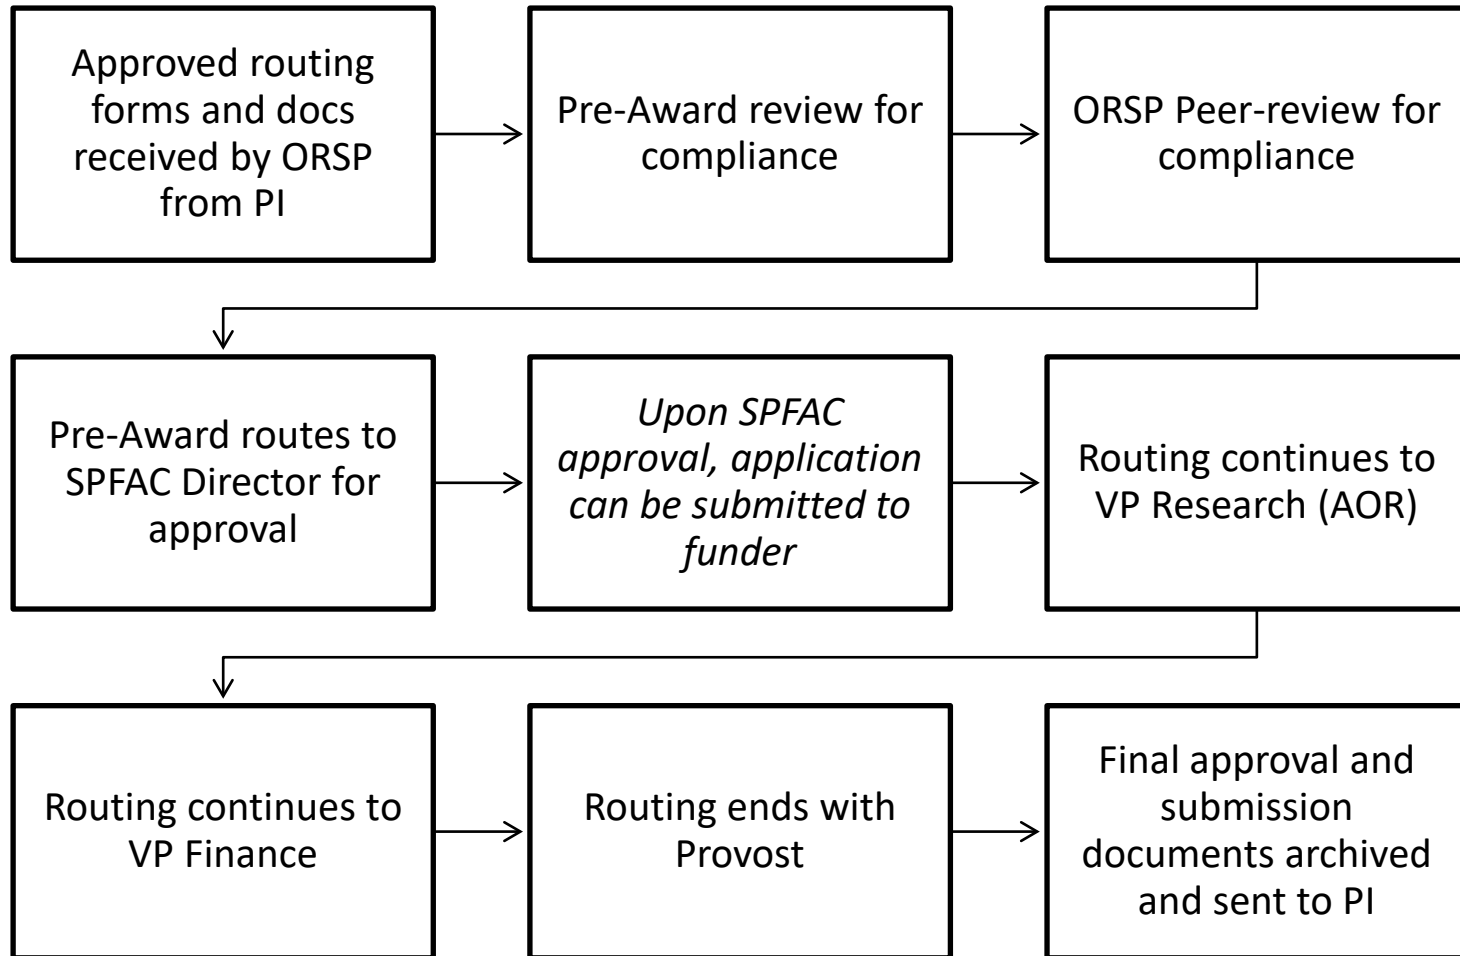 Approved routing
forms and docs
received by ORSP
from PI
Pre-Award review for
compliance
ORSP Peer-review for
compliance
Pre-Award routes to
SPFAC Director for
approval
Upon SPFAC
approval, application
can be submitted to
funder
Routing continues to
VP Research (AOR)
Routing continues to
VP Finance
Routing ends with
Provost
Final approval and
submission
documents archived
and sent to PI